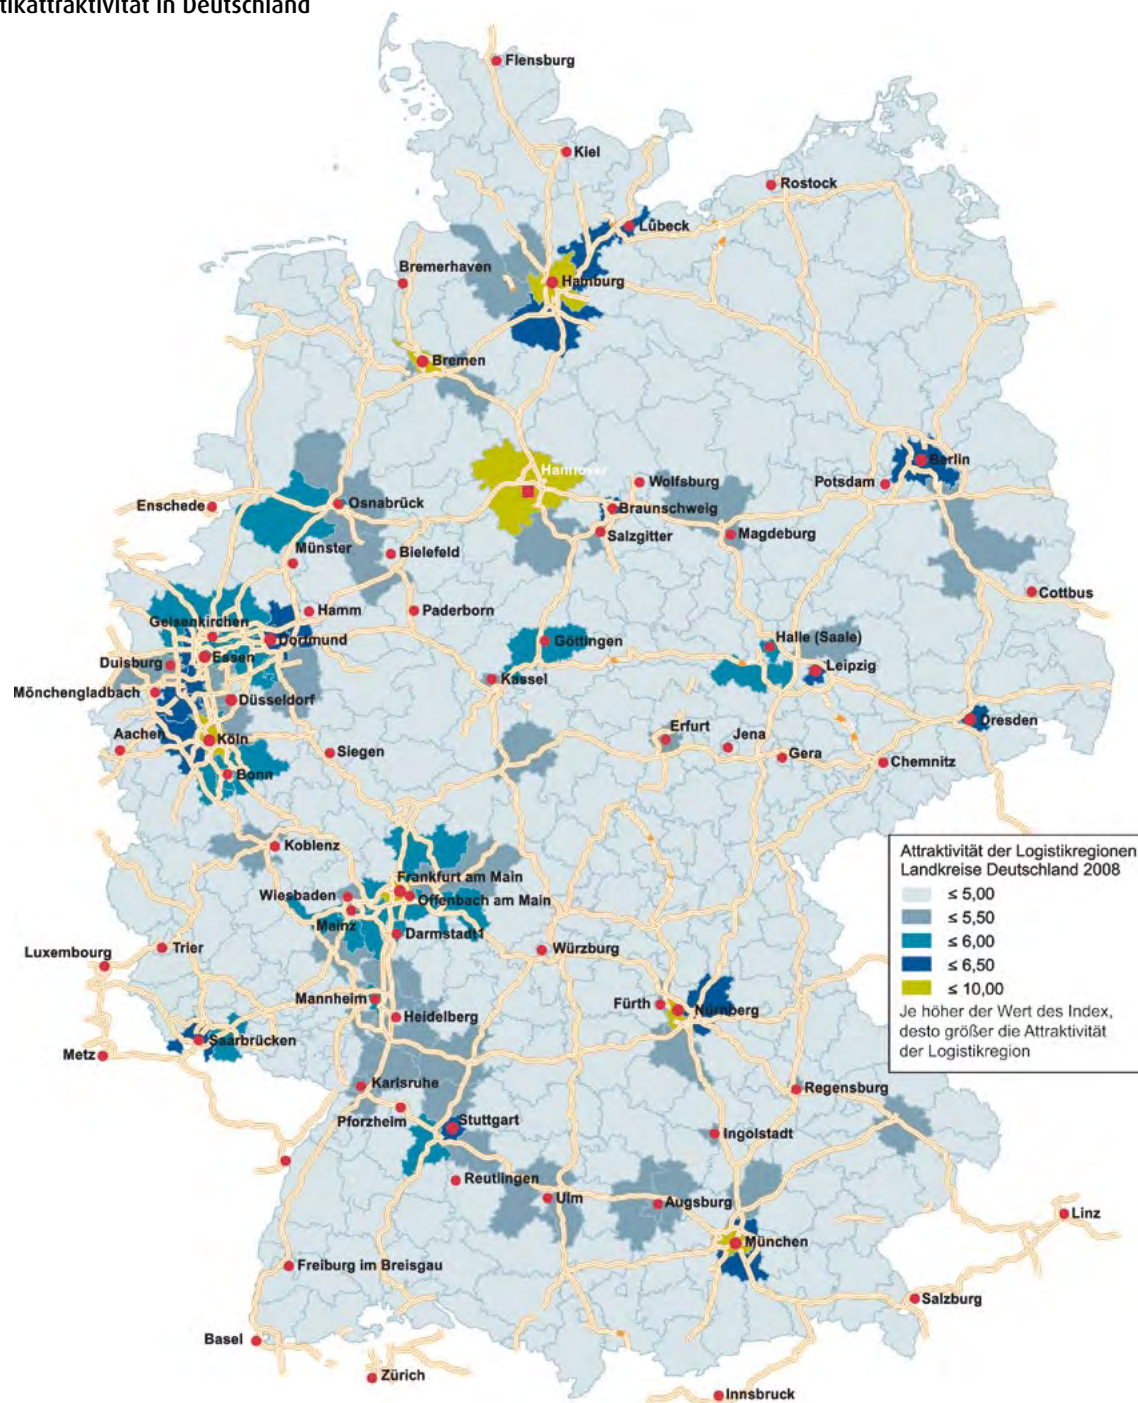 tikattraktivität in Deutschland
Flensburg
Kiel
Rostock
Lübeck
Bremerhaven
Hamburg
Bremen
Hannover
Wolfsburg
Berlin
Potsdam
Enschede
Osnabrück
Braunschweig
Salzgitter
Magdeburg
Münster
Bielefeld
Cottbus
Hamm
Paderborn
Gelsenkirchen
Dortmund
Göttingen
Halle (Saale)
Duisburg
Essen
Leipzig
Kassel
Mönchengladbach
Düsseldorf
Dresden
Aachen
Köln
Erfurt
Jena
Siegen
Gera
Chemnitz
Bonn
Koblenz
Attraktivität der Logistikregionen
Landkreise Deutschland 2008
≤ 5,00
≤ 5,50
≤ 6,00
≤ 6,50
≤ 10,00
Je höher der Wert des Index,
desto größer die Attraktivität
der Logistikregion
Frankfurt am Main
Wiesbaden
Offenbach am Main
Mainz
Darmstadt1
Trier
Würzburg
Luxembourg
Mannheim
Fürth
Nürnberg
Heidelberg
Saarbrücken
Metz
Karlsruhe
Regensburg
Pforzheim
Stuttgart
Ingolstadt
Reutlingen
Ulm
Augsburg
Linz
München
Freiburg im Breisgau
Salzburg
Basel
Zürich
Innsbruck